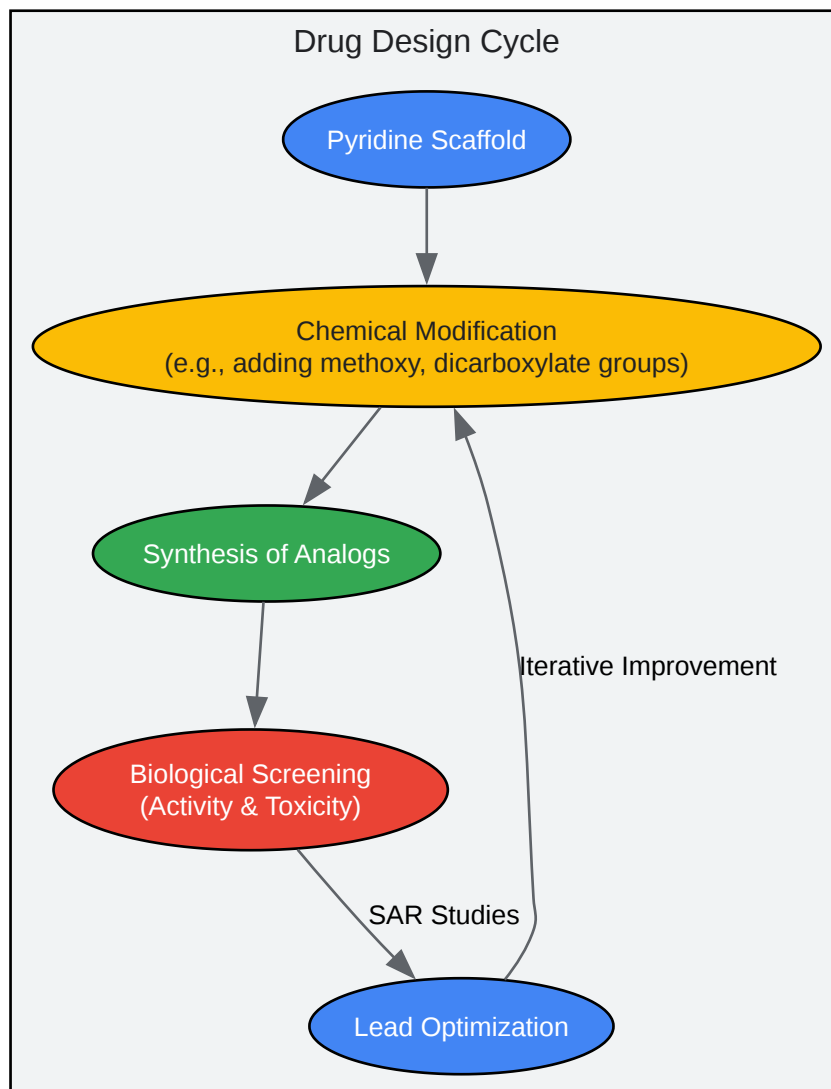 Drug Design Cycle
Pyridine Scaffold
Chemical Modification
(e.g., adding methoxy, dicarboxylate groups)
Synthesis of Analogs
Iterative Improvement
Biological Screening
(Activity & Toxicity)
SAR Studies
Lead Optimization